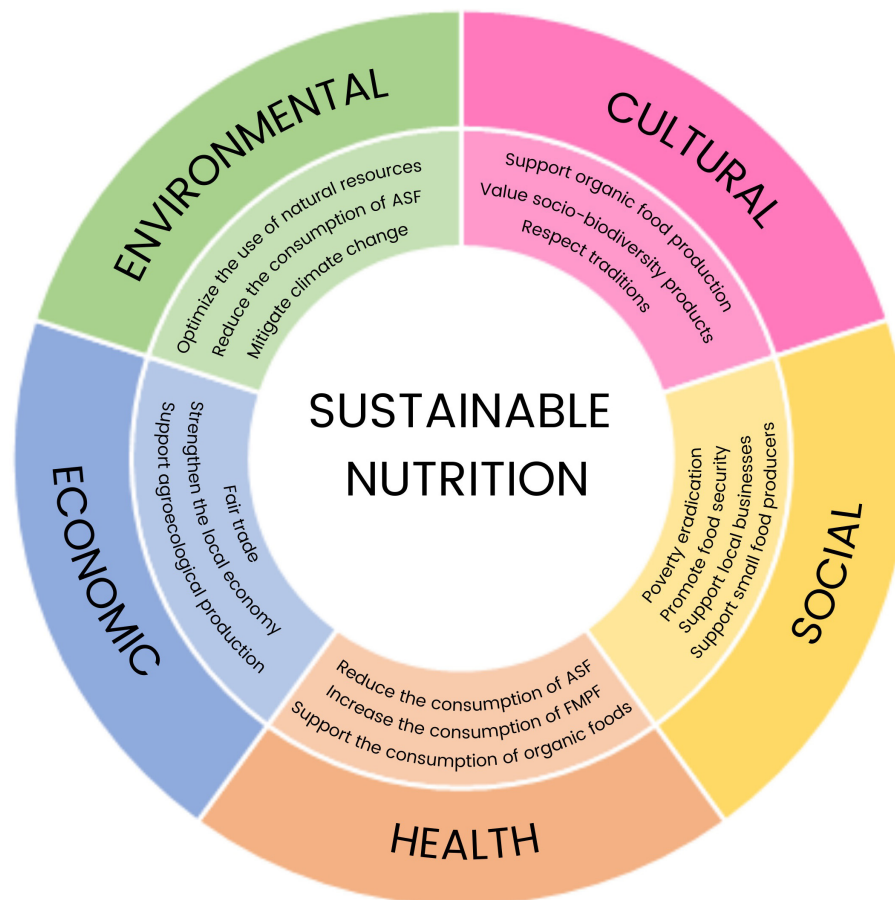 SUSTAINABLE
NUTRITION
ENVIRONMENTAL
Optimize the use of natural resources
Reduce the consumption of ASF
Mitigate climate change
CULTURAL
Support organic food production
Value socio-biodiversity products
Respect traditions
SOCIAL
Poverty eradication
Promote food security
Support local businesses
Support small food producers
HEALTH
Reduce the consumption of ASF
Increase the consumption of FMPF
Support the consumption of organic foods
ECONOMIC
Fair trade
Strengthen the local economy
Support agroecological production